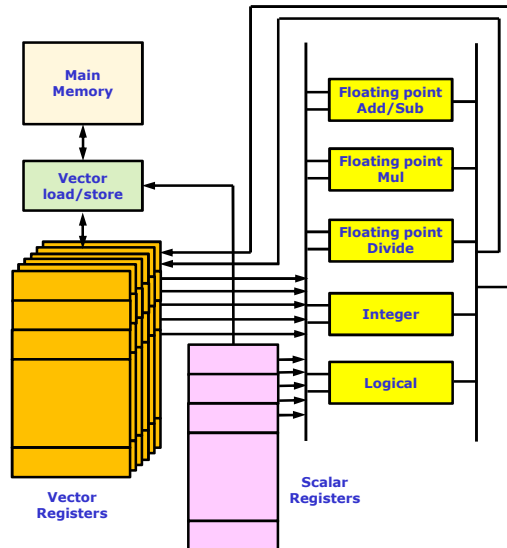 Main
Memory
Vector
load/store
Floating point
Add/Sub
Floating point
Mul
Floating point
Divide
Integer
Logical
Vector
Registers
Scalar
Registers